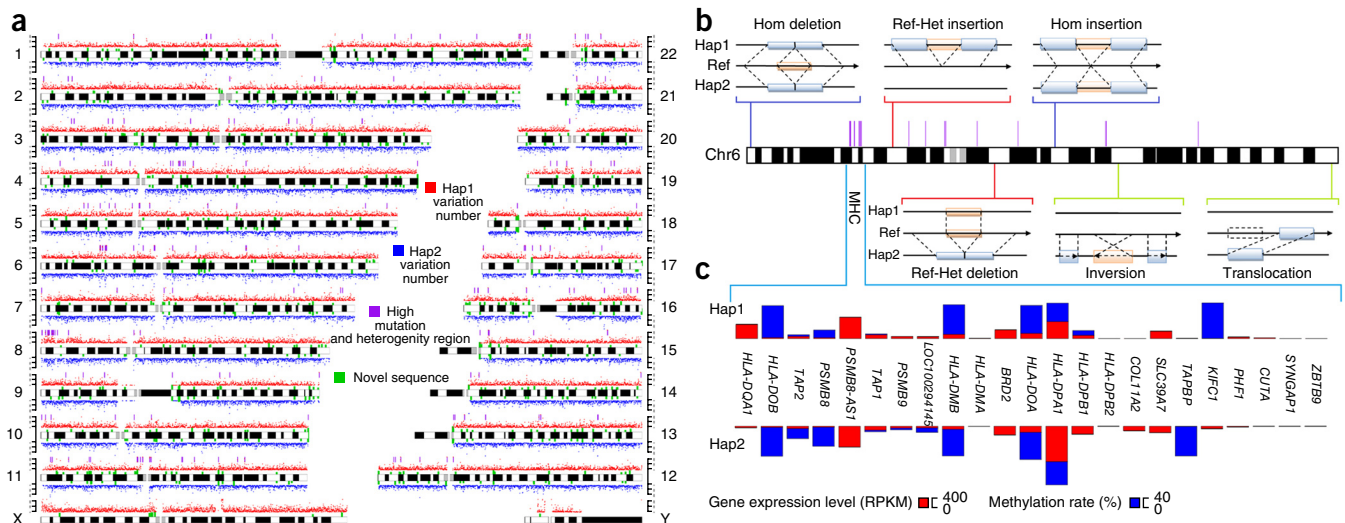 a
1
2
3
4
5
6
7
8
9
10
11
X
22
21
20
19
18
17
16
15
14
13
12
Y
Hap1
variation
number
Hap2
variation
number
High
mutation
and heterogenity region
Novel sequence
b
Hom deletion
Ref-Het insertion
Hom insertion
Hap1
Ref
Hap2
Chr6
MHC
Hap1
Ref
Hap2
Ref-Het deletion
Inversion
Translocation
c
Hap1
HLA-DQA1
HLA-DOB
TAP2
PSMB8
PSMB8-AS1
TAP1
PSMB9
LOC100294145
HLA-DMB
HLA-DMA
BRD2
HLA-DOA
HLA-DPA1
HLA-DPB1
HLA-DPB2
COL11A2
SLC39A7
TAPBP
KIFC1
PHF1
CUTA
SYNGAP1
ZBTB9
Hap2
Gene expression level (RPKM) 400 0
Methylation rate (%) 40 0